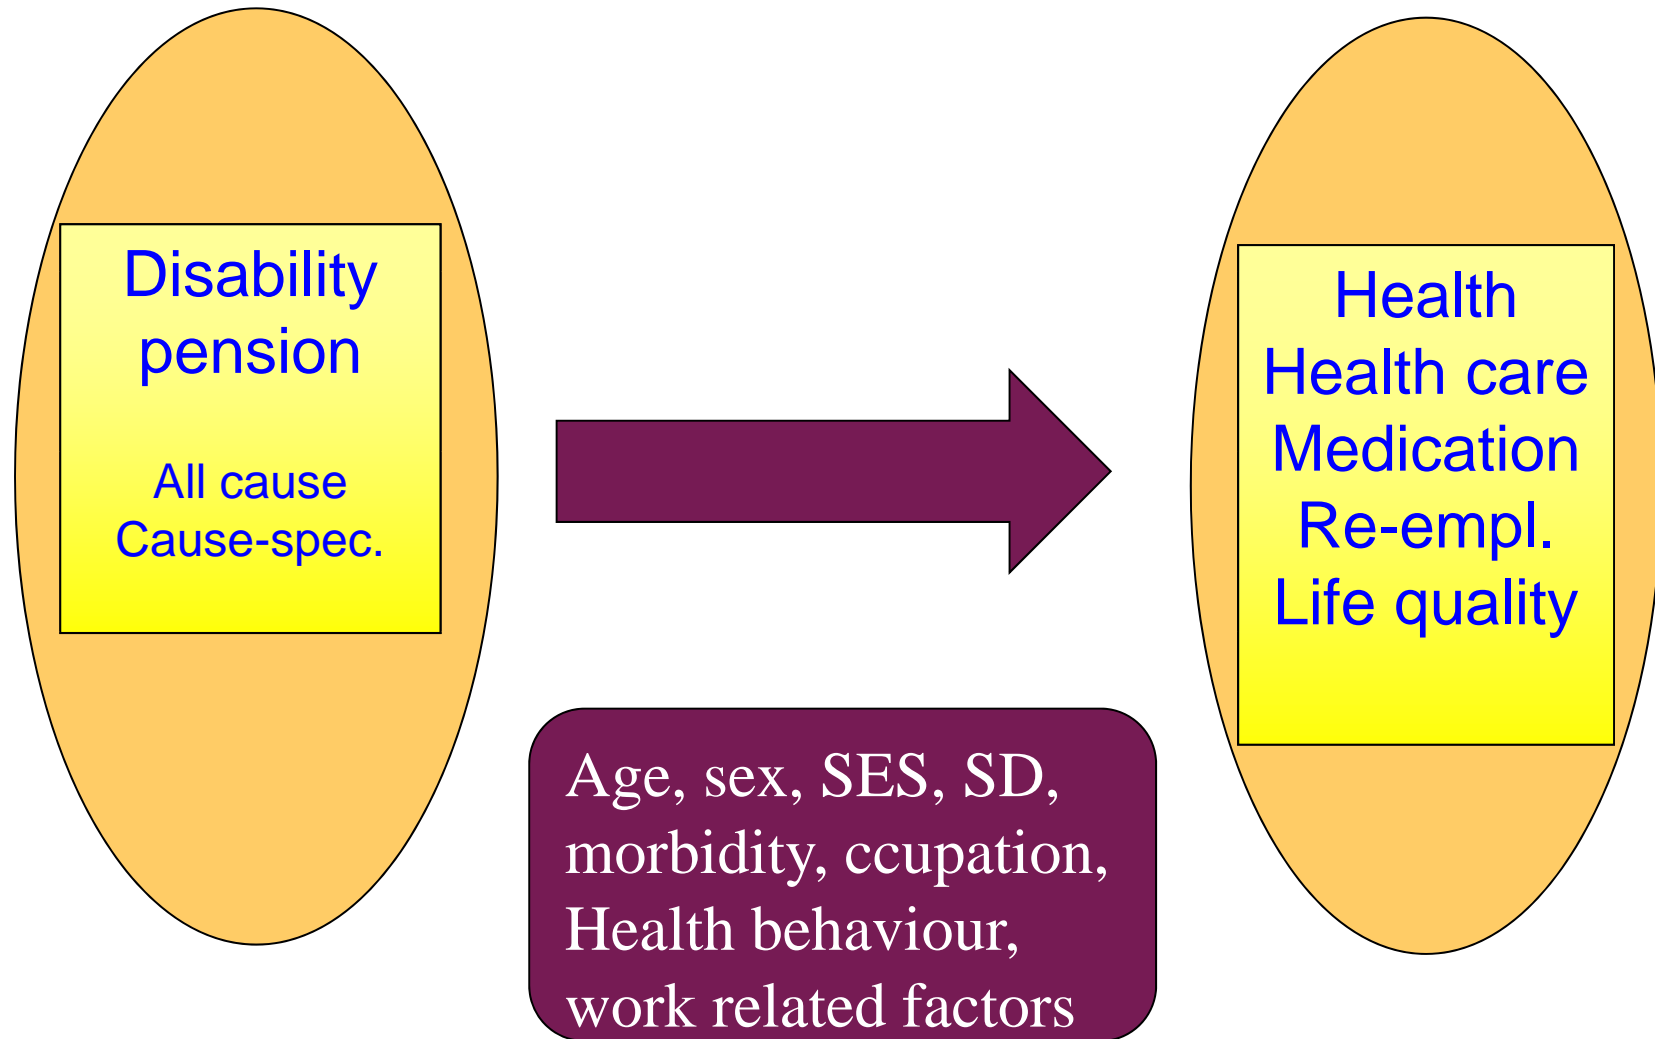 Disability
pension
All cause
Cause-spec.
Health
Health care
Medication
Re-empl.
Life quality
Age, sex, SES, SD,
morbidity, ccupation,
Health behaviour,
work related factors